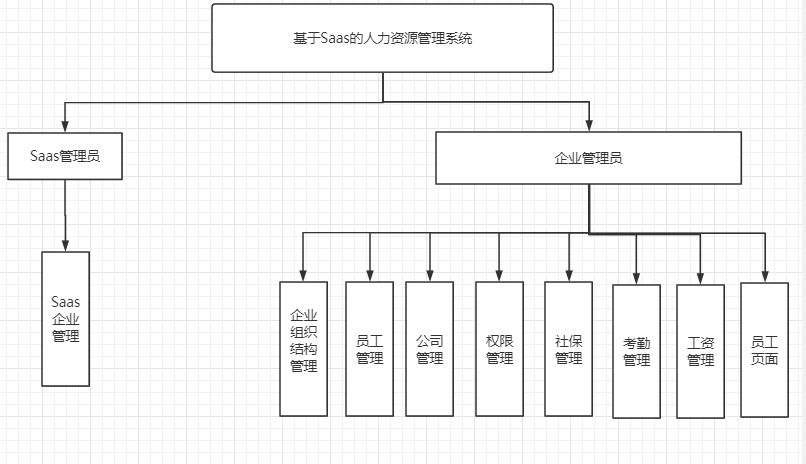 基于Saas的人力资源管理系统
Saas管理员
企业管理员
Saas
企业
管理
企业
组织
结构
管理
员工
管理
公司
管理
权限
管理
社保
管理
考勤
管理
工资
管理
员工
页面